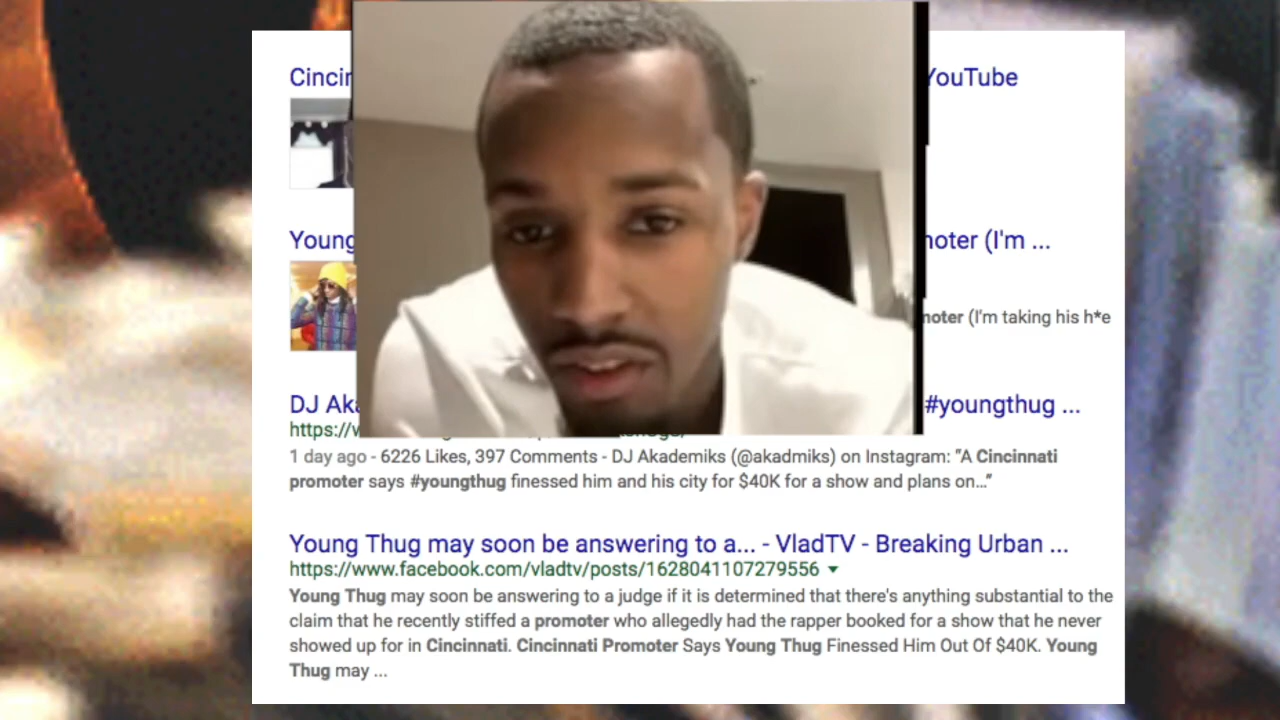 YouTube
Young
(I'm ...
(I'm taking his h*e
DJ
#youngthug ...
1 day ago - 6226 Likes, 397 Comments - DJ Akademiks (@akadmiks) on Instagram: “A Cincinnati
promoter says #youngthug finessed him and his city for $40K for a show and plans on…”
Young Thug may soon be answering to a... - VladTV - Breaking Urban ...
https://www.facebook.com/vladtv/posts/1628041107279556
Young Thug may soon be answering to a judge if it is determined that there's anything substantial to the
claim that he recently stiffed a promoter who allegedly had the rapper booked for a show that he never
showed up for in Cincinnati. Cincinnati Promoter Says Young Thug Finessed Him Out Of $40K. Young
Thug may ...